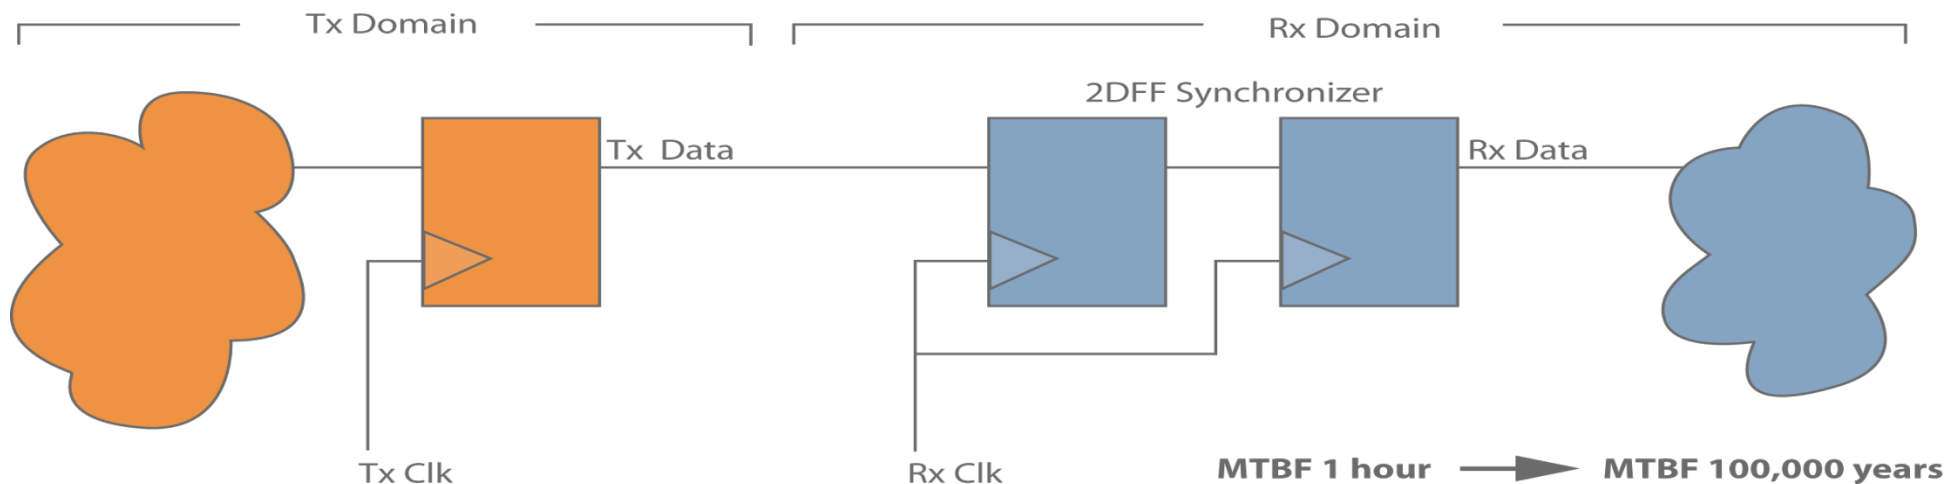 Tx Domain
Rx Domain
2DFF Synchronizer
Tx Data
Rx Data
Tx Clk
Rx Clk
MTBF 1 hour
MTBF 100,000 years